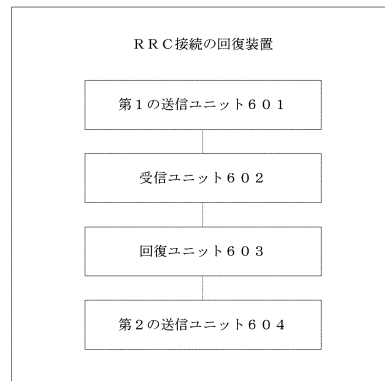 ＲＲＣ接続の回復装置
第１の送信ユニット６０１
受信ユニット６０２
回復ユニット６０３
第２の送信ユニット６０４